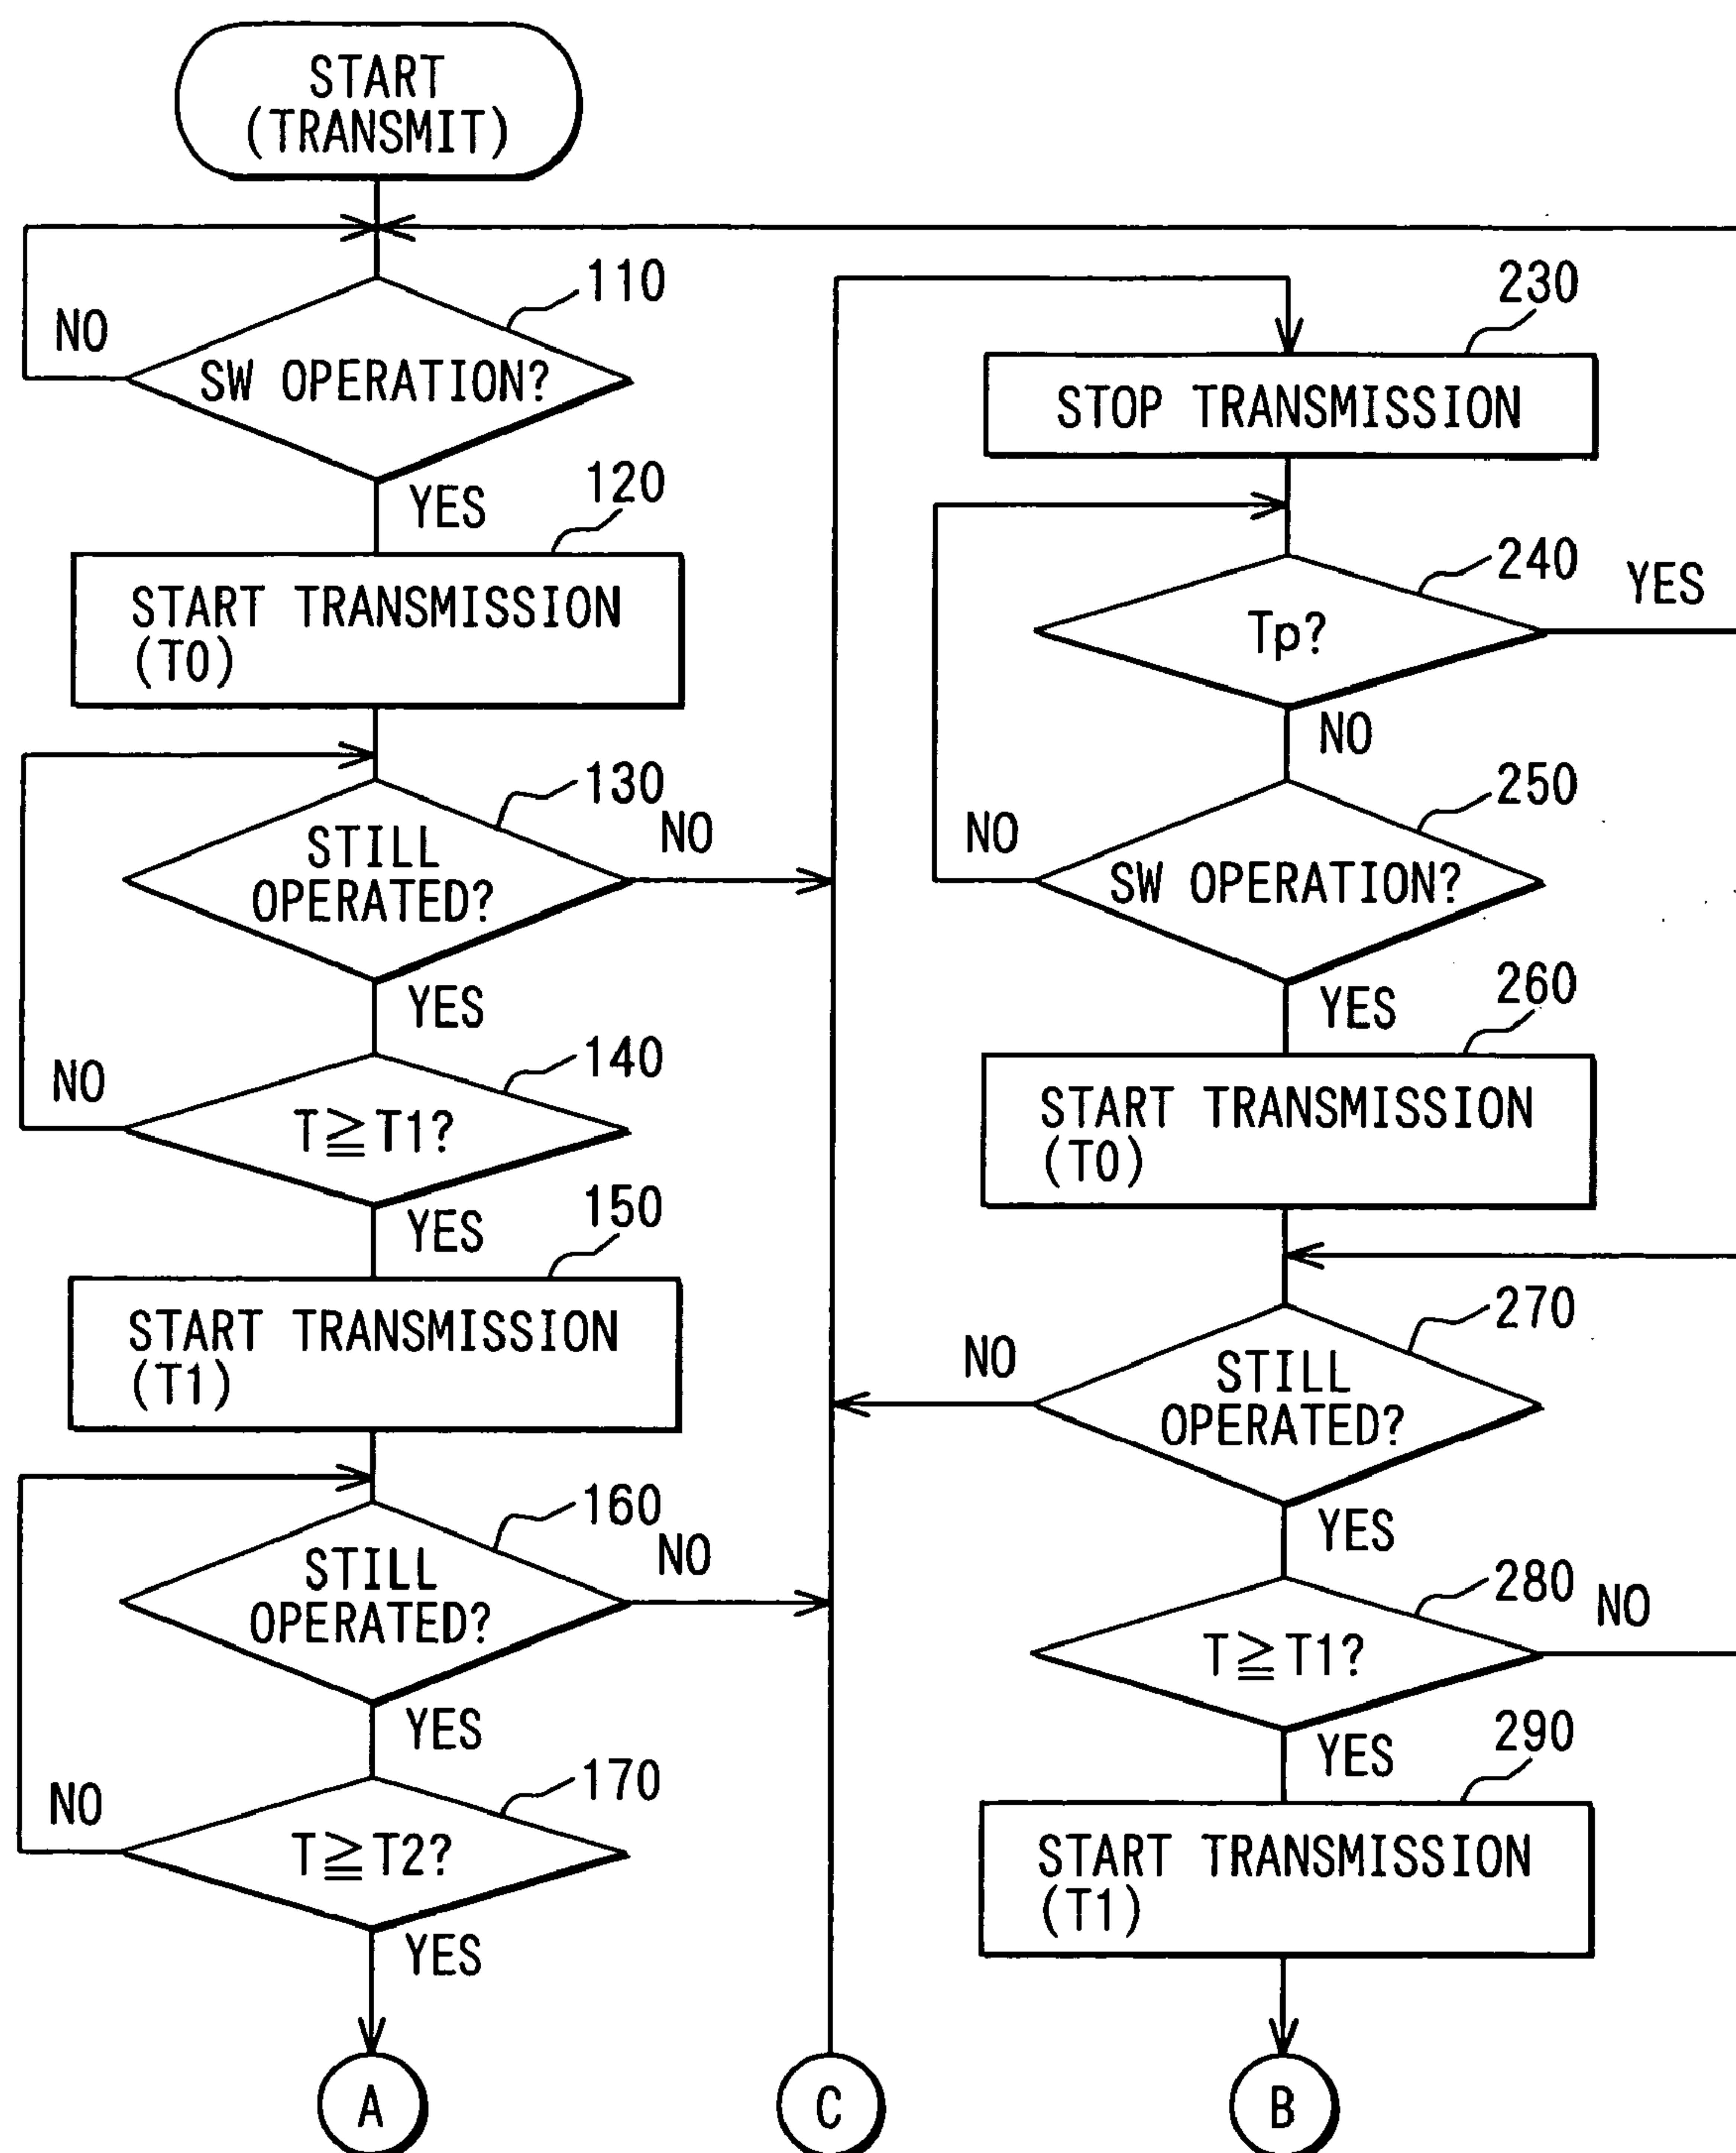 START
(TRANSMIT)
110
NO
SW OPERATION?
YES
120
START TRANSMISSION
(T0)
130
NO
STILL
OPERATED?
YES
140
NO
T≧T1?
YES
150
START TRANSMISSION
(T1)
160
NO
STILL
OPERATED?
YES
170
NO
T≧T2?
YES
A
C
230
STOP TRANSMISSION
240
YES
Tp?
NO
250
NO
SW OPERATION?
YES
260
START TRANSMISSION
(T0)
270
NO
STILL
OPERATED?
YES
280
NO
T≧T1?
YES
290
START TRANSMISSION
(T1)
B